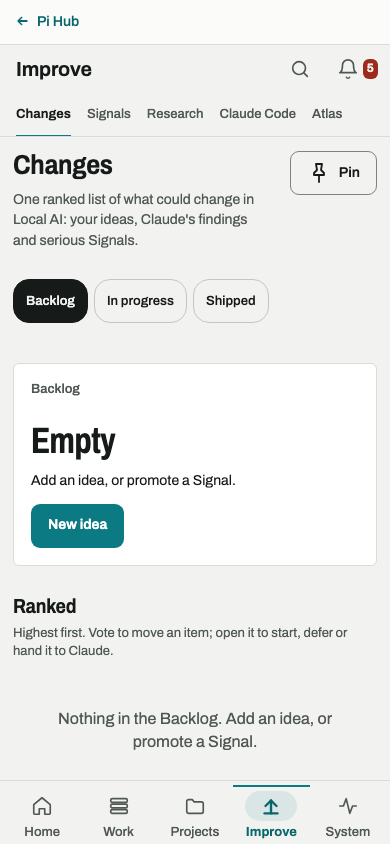 ← Pi Hub
Improve
5
Changes Signals Research Claude Code Atlas
Changes
Pin
One ranked list of what could change in
Local AI: your ideas, Claude's findings
and serious Signals.
Backlog In progress Shipped
Backlog
Empty
Add an idea, or promote a Signal.
New idea
Ranked
Highest first. Vote to move an item; open it to start, defer or
hand it to Claude.
Nothing in the Backlog. Add an idea, or
promote a Signal.
Home Work Projects Improve System